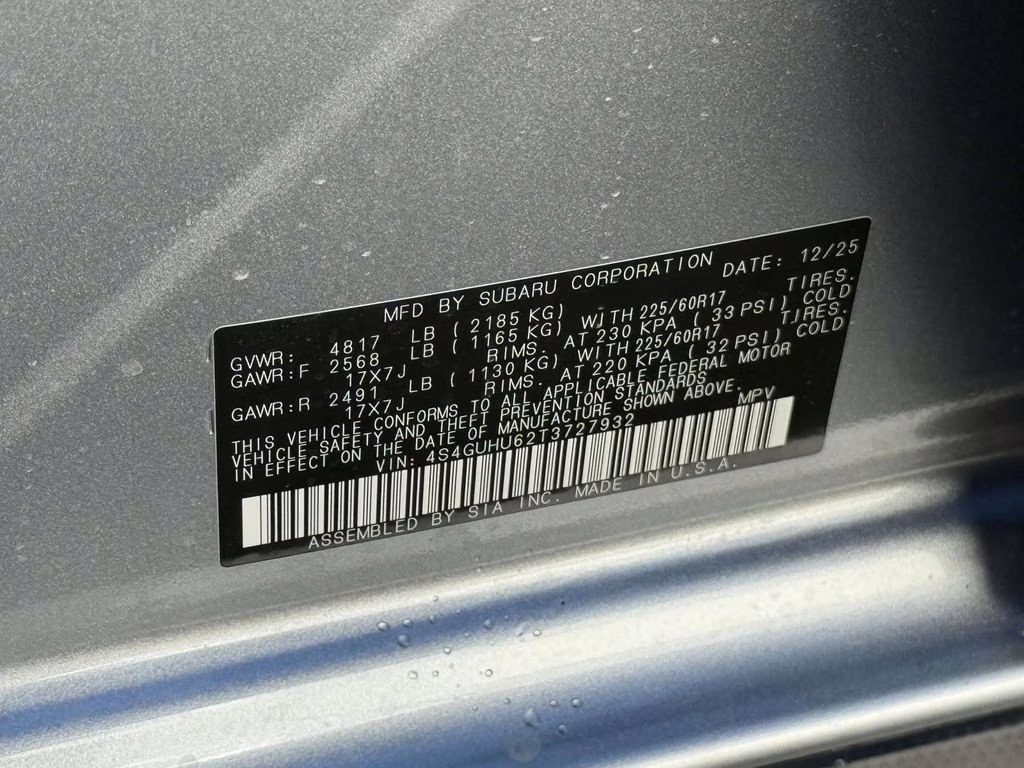 MFD BY SUBARU CORPORATION DATE: 12/25
GVWR: 4817 LB ( 2185 KG)
GAWR:F 2568 LB ( 1165 KG) WITH 225/60R17 TIRES.
17X7J RIMS. AT 230 KPA ( 33 PSI) COLD
GAWR:R 2491 LB ( 1130 KG) WITH 225/60R17 TIRES.
17X7J RIMS. AT 220 KPA ( 32 PSI) COLD
THIS VEHICLE CONFORMS TO ALL APPLICABLE FEDERAL MOTOR
VEHICLE SAFETY AND THEFT PREVENTION STANDARDS
IN EFFECT ON THE DATE OF MANUFACTURE SHOWN ABOVE.
VIN: 4S4GUHU62T3727932 MPV
ASSEMBLED BY SIA INC. MADE IN U.S.A.